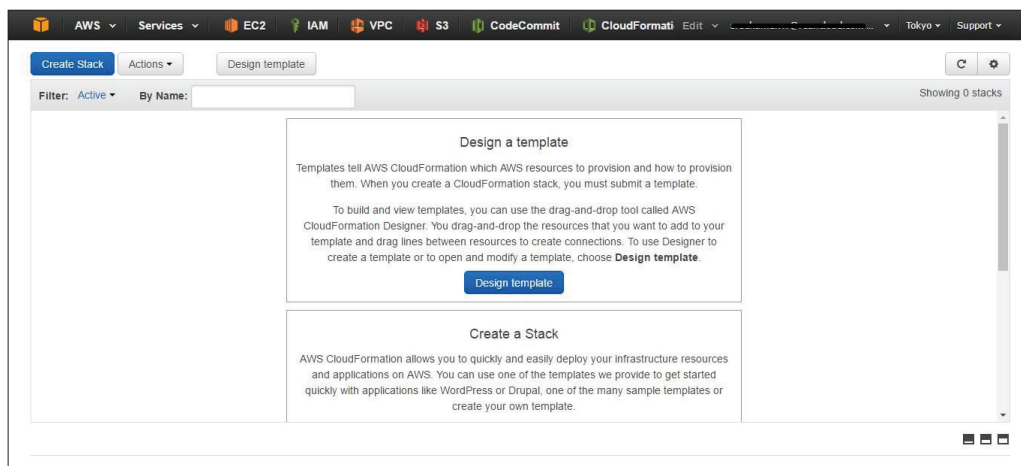 AWS Services EC2 IAM VPC S3 CodeCommit CloudFormati Edit Tokyo Support
Create Stack Actions Design template
Filter: Active By Name: Showing 0 stacks
Design a template
Templates tell AWS CloudFormation which AWS resources to provision and how to provision
them. When you create a CloudFormation stack, you must submit a template.
To build and view templates, you can use the drag-and-drop tool called AWS
CloudFormation Designer. You drag-and-drop the resources that you want to add to your
template and drag lines between resources to create connections. To use Designer to
create a template or to open and modify a template, choose Design template.
Design template
Create a Stack
AWS CloudFormation allows you to quickly and easily deploy your infrastructure resources
and applications on AWS. You can use one of the templates we provide to get started
quickly with applications like WordPress or Drupal, one of the many sample templates or
create your own template.